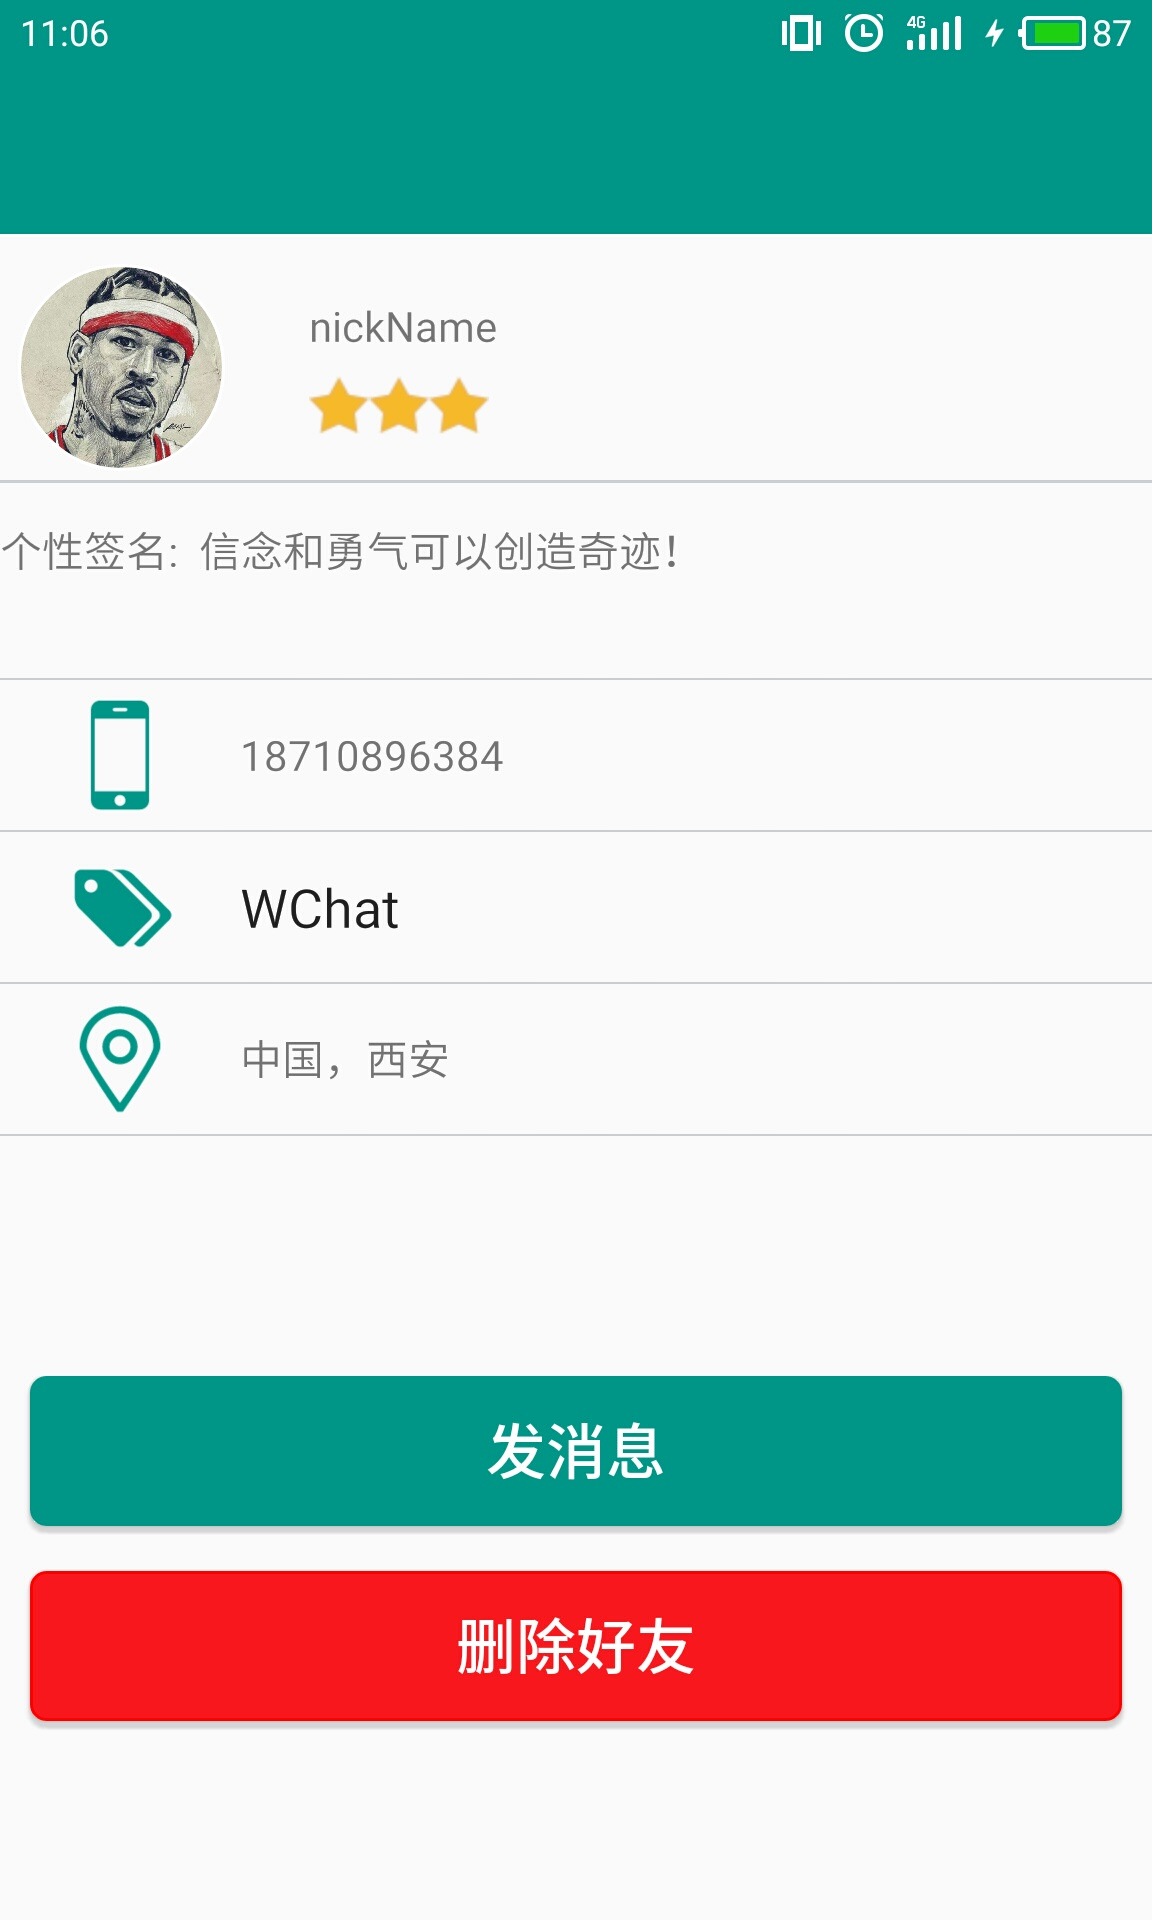 11:06 4G 87
nickName
个性签名：信念和勇气可以创造奇迹！
18710896384
WChat
中国，西安
发消息
删除好友